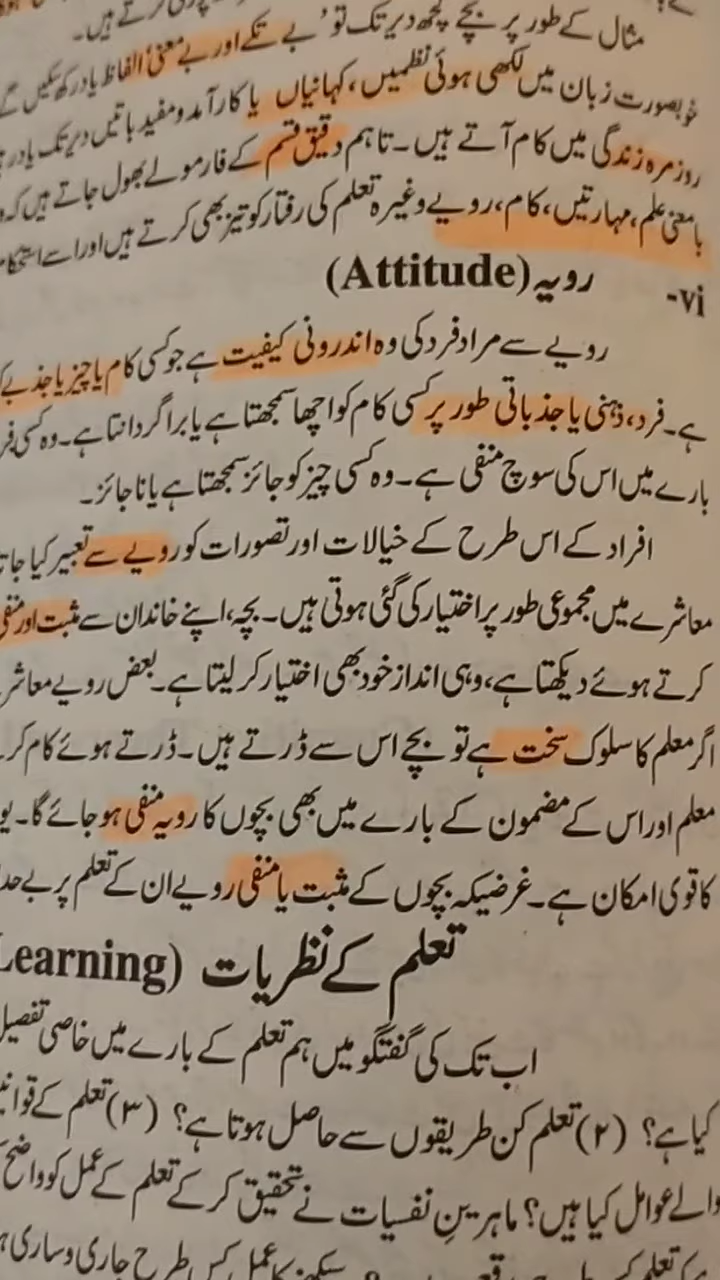 مثال کے طور پر بچے کچھ دیر تک تو 'بے تکے اور بے معنی' الفاظ یاد رکھ سکیں گے
خوبصورت زبان میں لکھی ہوئی نظمیں، کہانیاں یا کارآمد و مفید باتیں دیر تک یاد
روزمرہ زندگی میں کام آتے ہیں۔ تاہم دقیق قسم کے فارمولے بھول جاتے ہیں
بامعنی علم، مہارتیں، کام، رویے وغیرہ تعلم کی رفتار کو تیز بھی کرتے ہیں اور اسے
-vi رویہ (Attitude)
رویے سے مراد فرد کی وہ اندرونی کیفیت ہے جو کسی کام یا چیز یا جذبے
ہے۔ فرد، ذہنی یا جذباتی طور پر کسی کام کو اچھا سمجھتا ہے یا برا گردانتا ہے۔ وہ کسی
بارے میں اس کی سوچ منفی ہے۔ وہ کسی چیز کو جائز سمجھتا ہے یا ناجائز۔
افراد کے اس طرح کے خیالات اور تصورات کو رویے سے تعبیر کیا
معاشرے میں مجموعی طور پر اختیار کی گئی ہوتی ہیں۔ بچہ، اپنے خاندان سے مثبت اور منفی
کرتے ہوئے دیکھتا ہے، وہی انداز خود بھی اختیار کر لیتا ہے۔ بعض رویے
اگر معلم کا سلوک سخت ہے تو بچے اس سے ڈرتے ہیں۔ ڈرتے ہوئے کام
معلم اور اس کے مضمون کے بارے میں بھی بچوں کا رویہ منفی ہو جائے گا۔
کا قوی امکان ہے۔ غرضیکہ بچوں کے مثبت یا منفی رویے ان کے تعلم پر بے حد
تعلم کے نظریات (Learning
اب تک کی گفتگو میں ہم تعلم کے بارے میں خاصی تفصیل
کیا ہے؟ (۲) تعلم کن طریقوں سے حاصل ہوتا ہے؟ (۳) تعلم کے
والے عوامل کیا ہیں؟ ماہرینِ نفسیات نے تحقیق کر کے تعلم کے عمل کو واضح
عمل کس طرح جاری و ساری